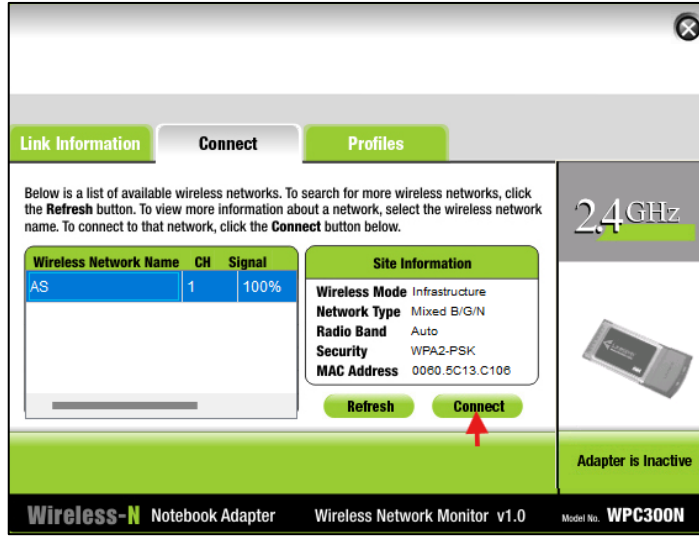 Link Information Connect Profiles
Below is a list of available wireless networks. To search for more wireless networks, click
the Refresh button. To view more information about a network, select the wireless network
name. To connect to that network, click the Connect button below.
2.4GHz
Wireless Network Name CH Signal
AS 1 100%
Site Information
Wireless Mode Infrastructure
Network Type Mixed B/G/N
Radio Band Auto
Security WPA2-PSK
MAC Address 0060.5C13.C106
Refresh Connect
Adapter is Inactive
Wireless-N Notebook Adapter Wireless Network Monitor v1.0 Model No. WPC300N